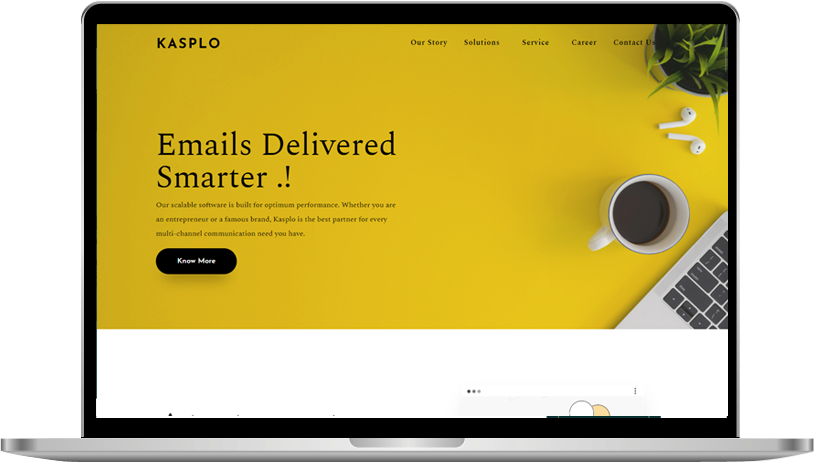 KASPLO
Our Story Solutions Service Career Contact Us
Emails Delivered
Smarter .!
Our scalable software is built for optimum performance. Whether you are
an entrepreneur or a famous brand, Kasplo is the best partner for every
multi-channel communication need you have.
Know More